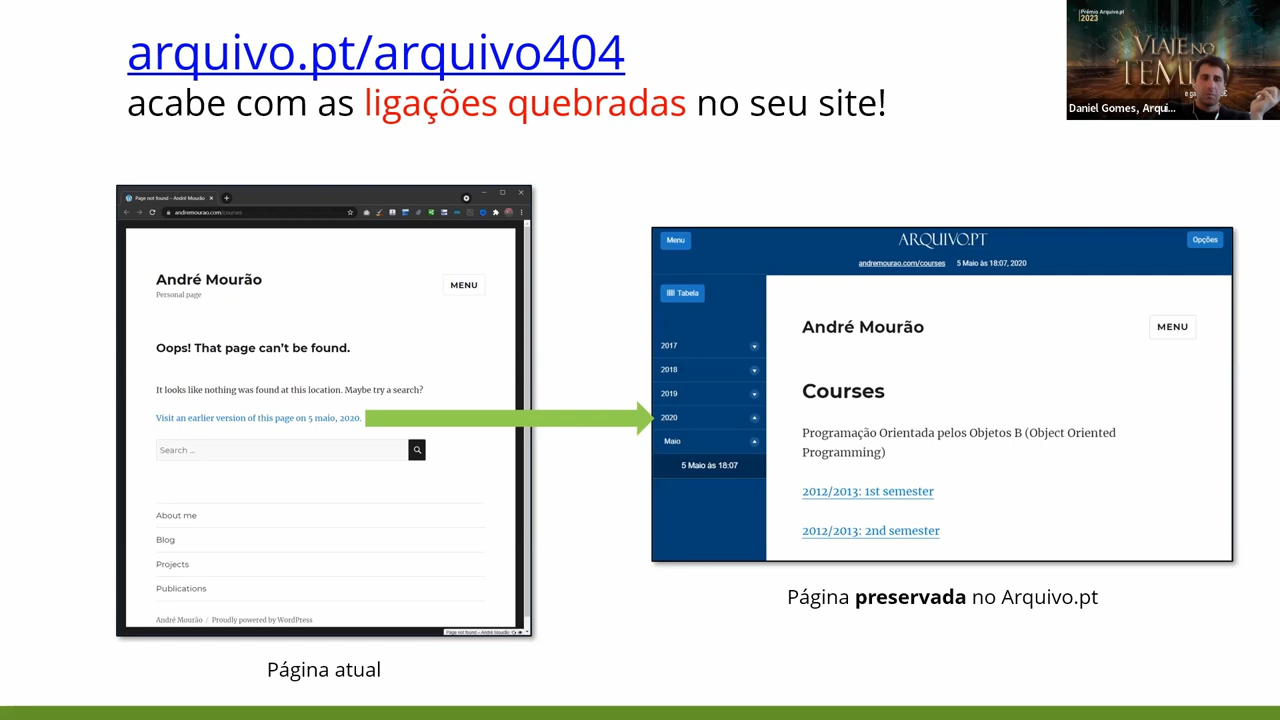 arquivo.pt/arquivo404
acabe com as ligações quebradas no seu site!
Prémio Arquivo.pt
2023
VIAJE NO
Daniel Gomes, Arqui...
Page not found – André Mourão
andremourao.com/courses
André Mourão
Personal page
MENU
Oops! That page can’t be found.
It looks like nothing was found at this location. Maybe try a search?
Visit an earlier version of this page on 5 maio, 2020.
Search ...
About me
Blog
Projects
Publications
André Mourão / Proudly powered by WordPress
Page not found – André Mourão
Página atual
Menu
ARQUIVO.PT
Opções
andremourao.com/courses 5 Maio às 18:07, 2020
Tabela
2017
2018
2019
2020
Maio
5 Maio às 18:07
André Mourão
MENU
Courses
Programação Orientada pelos Objetos B (Object Oriented
Programming)
2012/2013: 1st semester
2012/2013: 2nd semester
Página preservada no Arquivo.pt